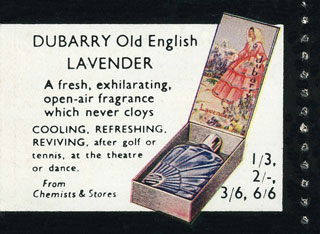 DUBARRY Old English
LAVENDER
A fresh, exhilarating,
open-air fragrance
which never cloys
COOLING, REFRESHING,
REVIVING, after golf or
tennis, at the theatre
or dance.
From
Chemists & Stores
Dubarry
Lavender
1/3,
2/-,
3/6, 6/6